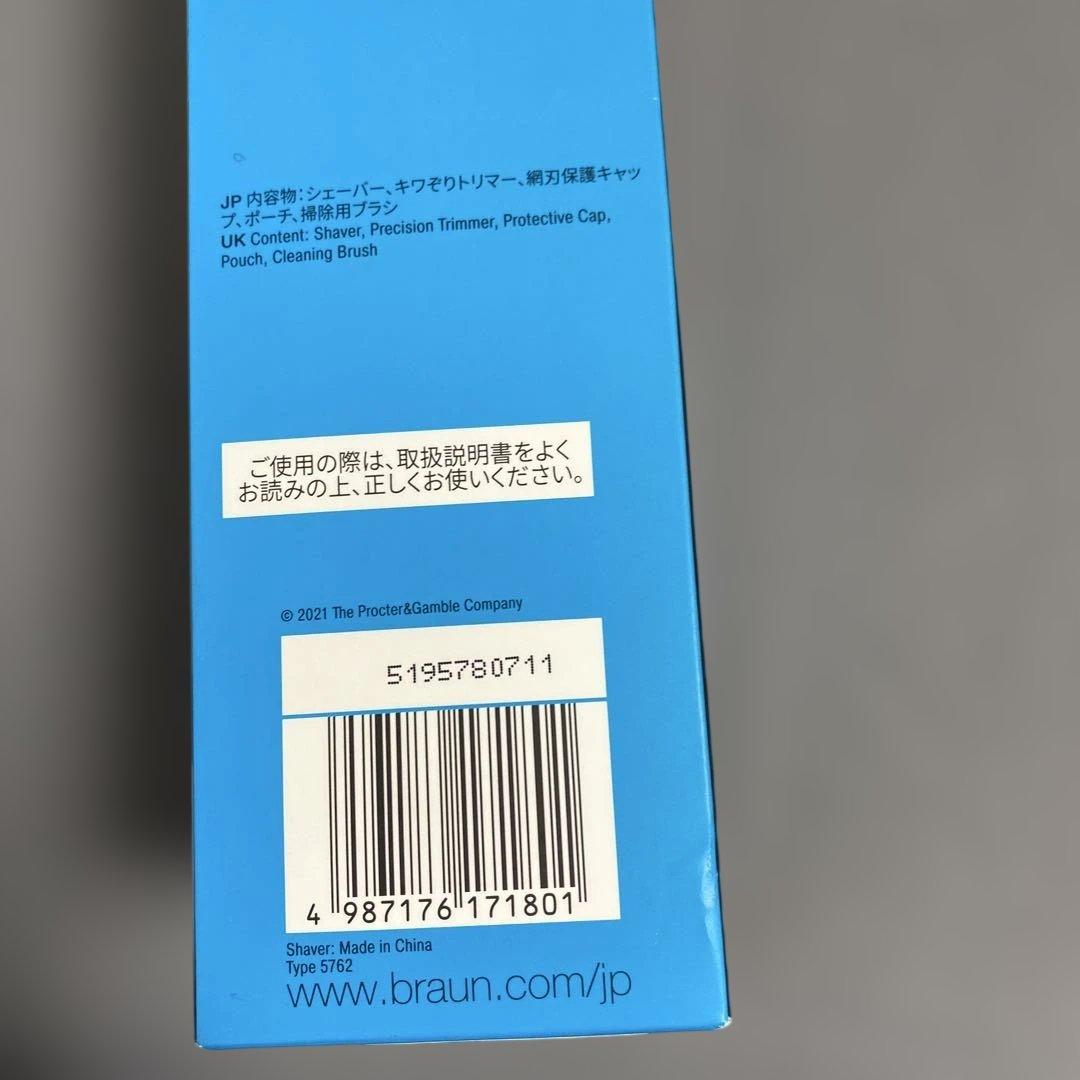 JP 内容物：シェーバー、キワぞりトリマー、網刃保護キャッ
プ、ポーチ、掃除用ブラシ
UK Content: Shaver, Precision Trimmer, Protective Cap,
Pouch, Cleaning Brush
ご使用の際は、取扱説明書をよく
お読みの上、正しくお使いください。
© 2021 The Procter&Gamble Company
5195780711
4 987176 171801
Shaver: Made in China
Type 5762
www.braun.com/jp